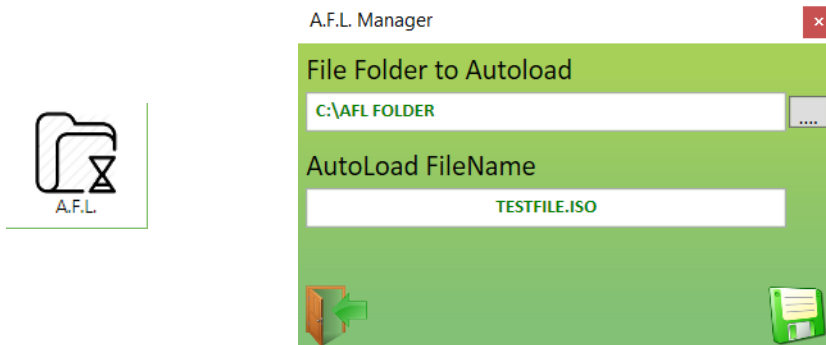 A.F.L. Manager
×
File Folder to Autoload
C:\AFL FOLDER
....
AutoLoad FileName
TESTFILE.ISO
A.F.L.